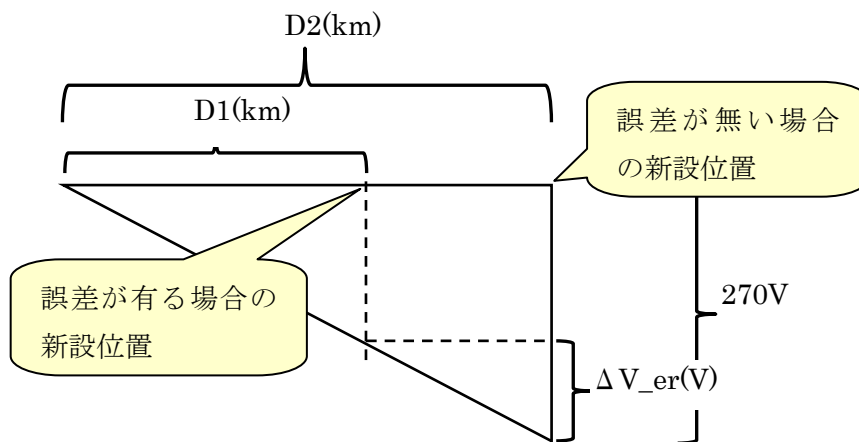 D2(km)
D1(km)
誤差が無い場合
の新設位置
誤差が有る場合の
新設位置
270V
ΔV_er(V)